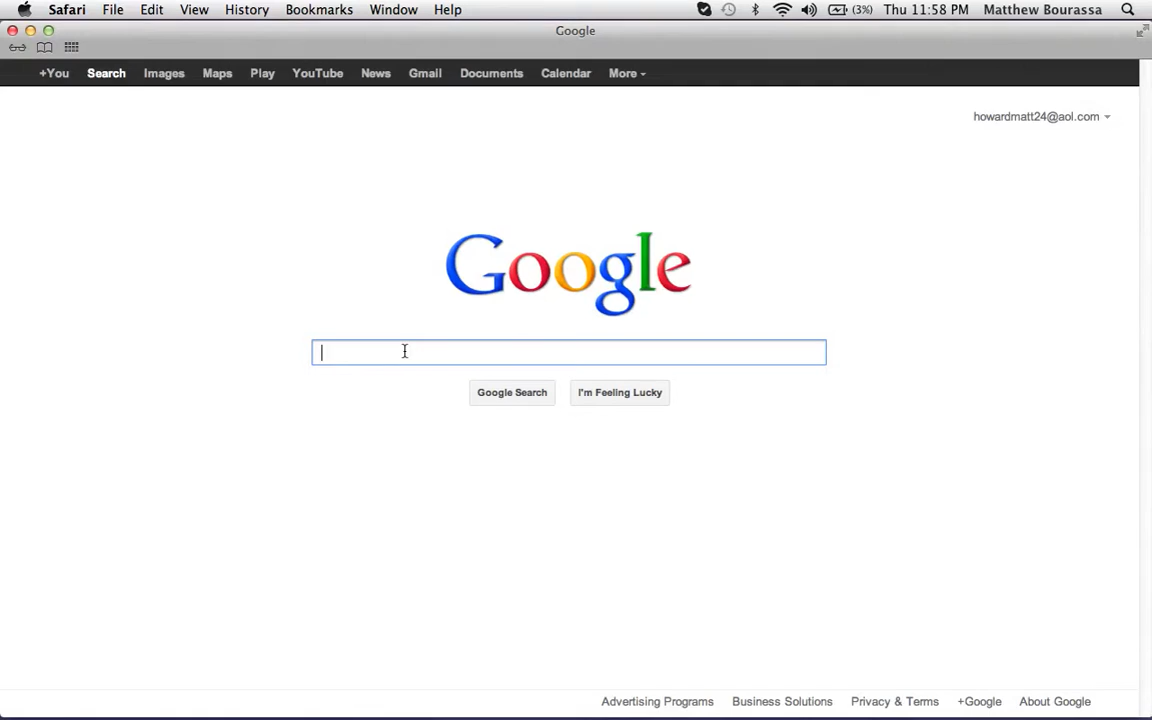 Safari File Edit View History Bookmarks Window Help (3%) Thu 11:58 PM Matthew Bourassa
Google
+You Search Images Maps Play YouTube News Gmail Documents Calendar More
howardmatt24@aol.com
Google
Google Search I'm Feeling Lucky
Advertising Programs Business Solutions Privacy & Terms +Google About Google